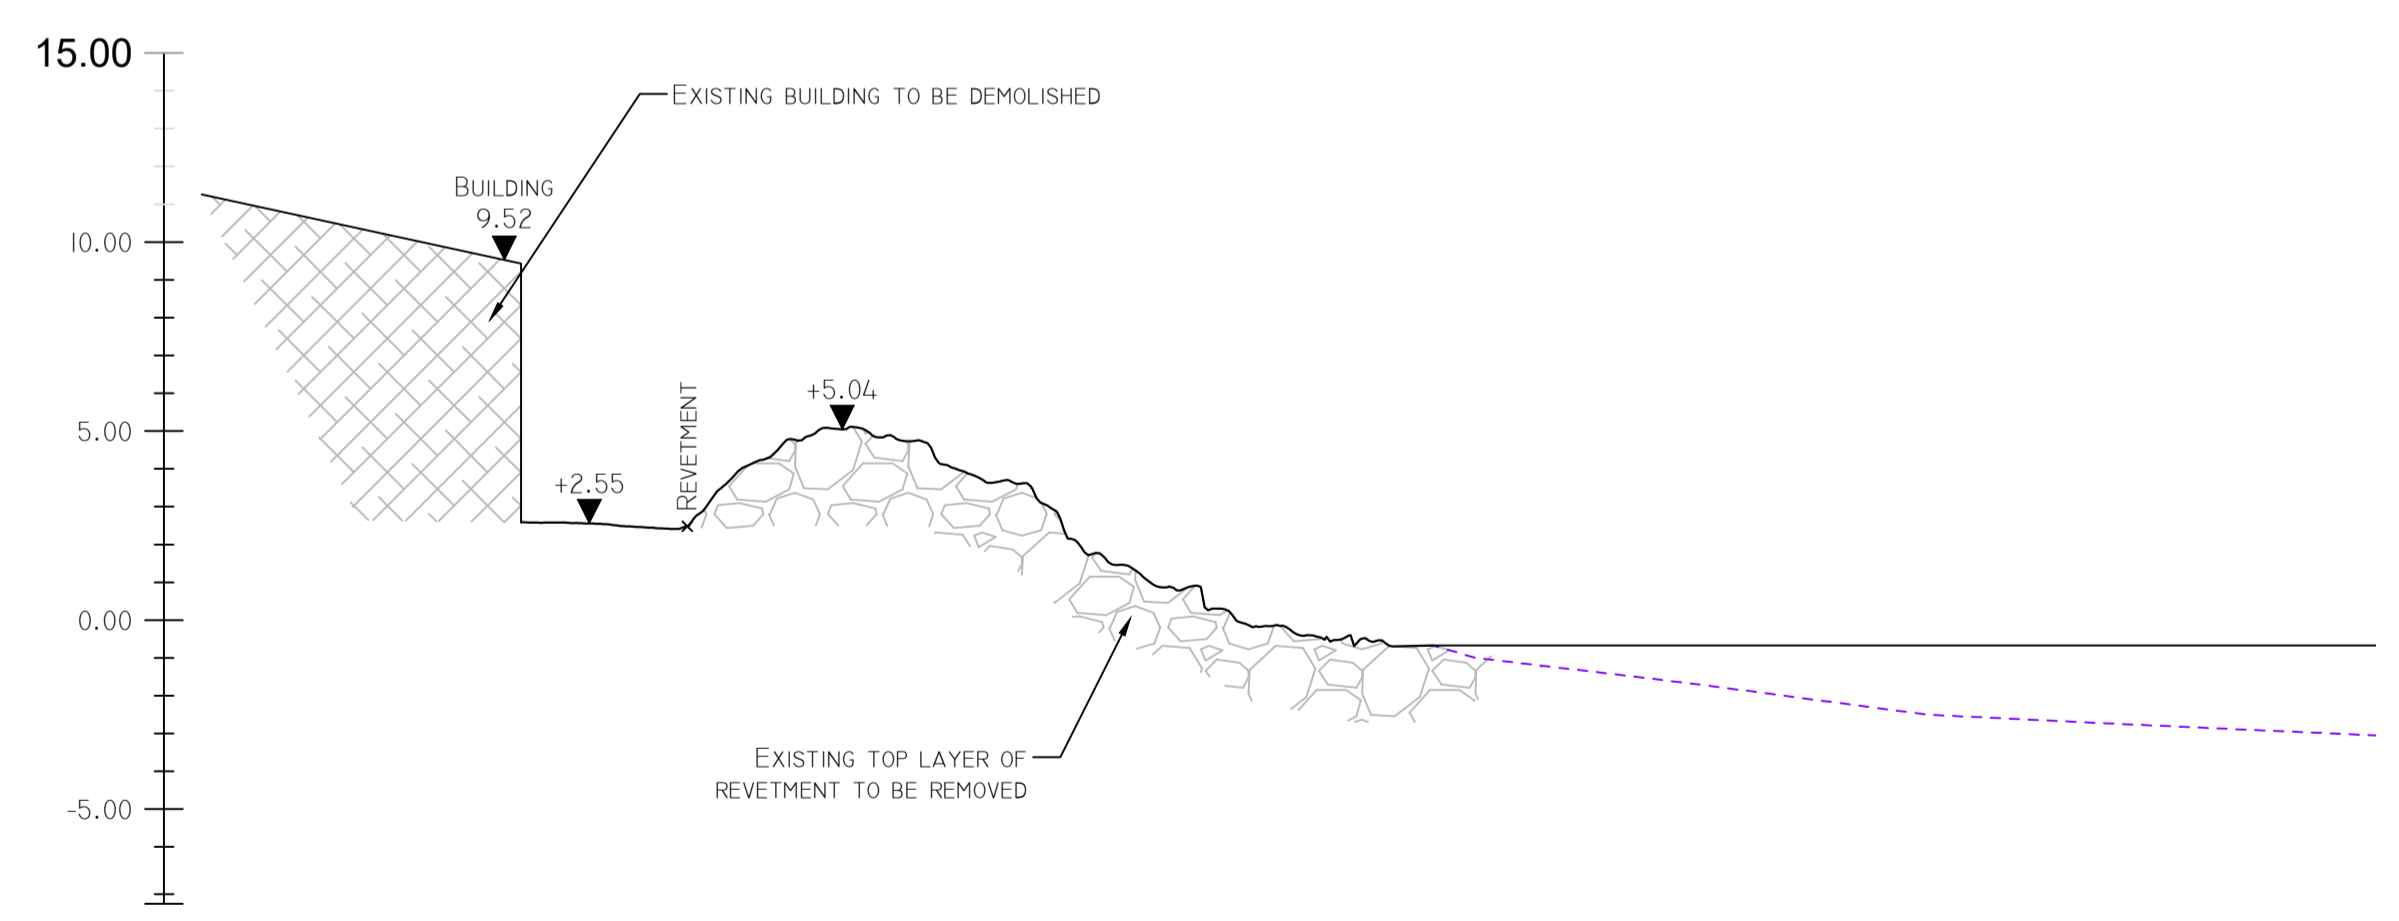 15.00
EXISTING BUILDING TO BE DEMOLISHED
BUILDING
9.52
10.00
+5.04
REVETMENT
5.00
+2.55
0.00
EXISTING TOP LAYER OF
REVETMENT TO BE REMOVED
-5.00